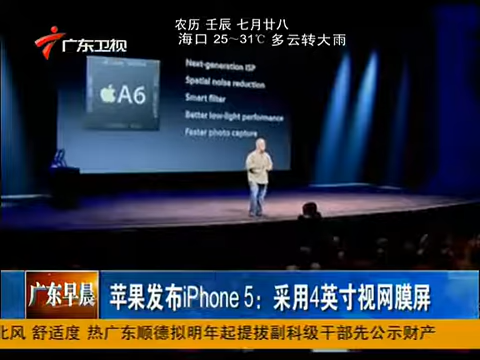 农历 壬辰 七月廿八
海口 25~31℃ 多云转大雨
广东卫视
A6
Next-generation ISP
Spatial noise reduction
Smart filter
Better low-light performance
Faster photo capture
广东早晨
苹果发布iPhone 5：采用4英寸视网膜屏
北风 舒适度 热广东顺德拟明年起提拔副科级干部先公示财产